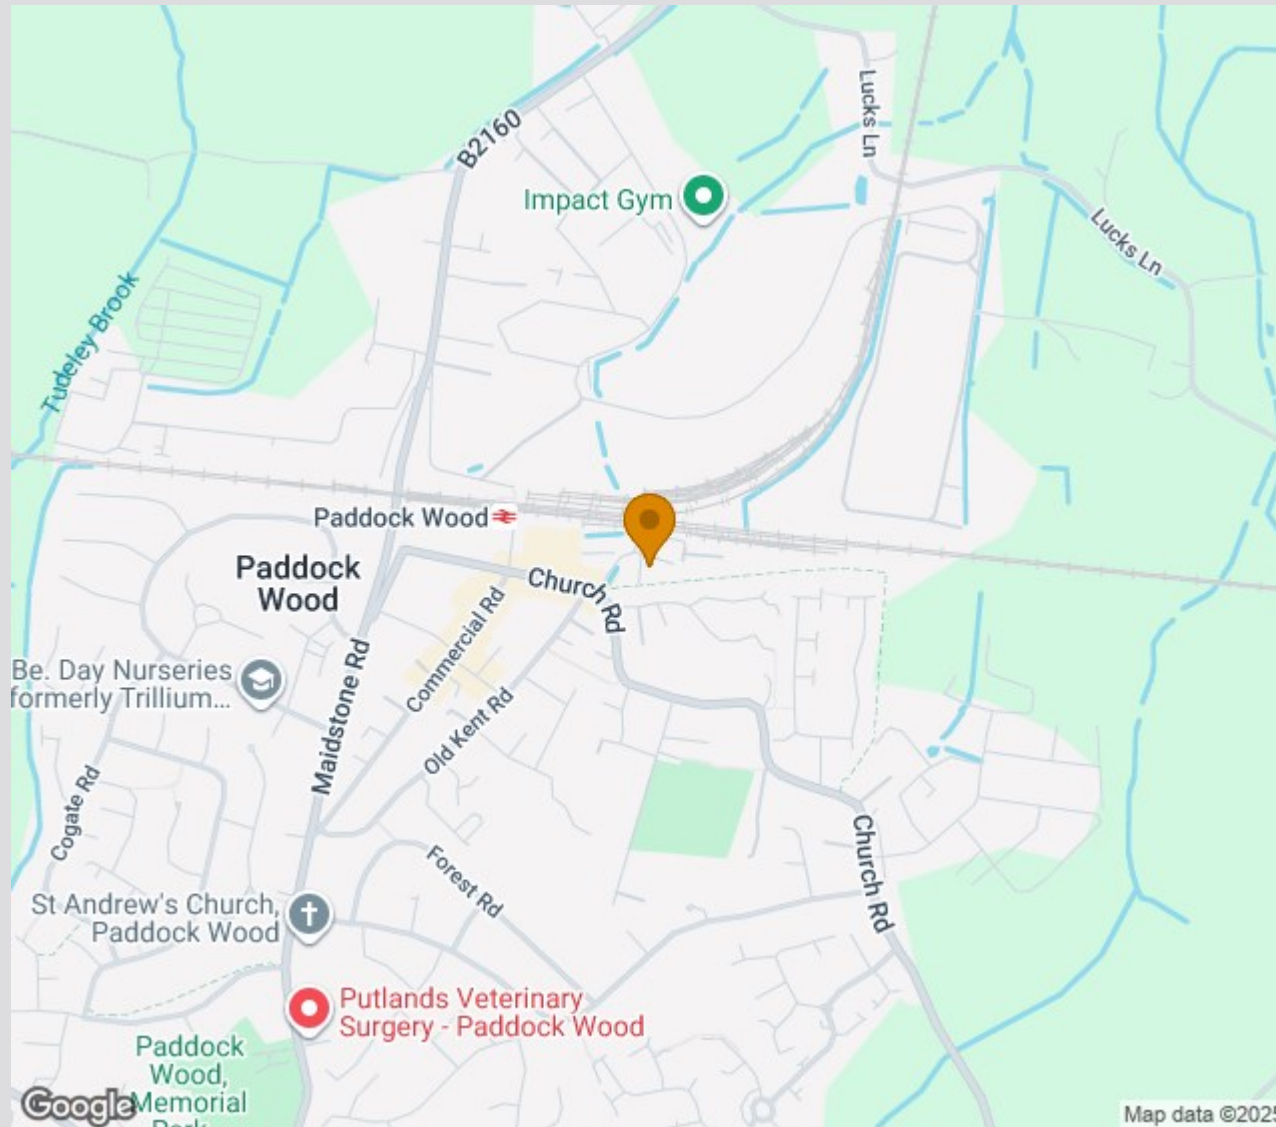 B2160
Lucks Ln
Impact Gym
Lucks Ln
Tudeley Brook
Paddock Wood
Paddock
Wood
Church Rd
Commercial Rd
Be. Day Nurseries
formerly Trillium...
Maidstone Rd
Old Kent Rd
Cogate Rd
Forest Rd
Church Rd
St Andrew's Church,
Paddock Wood
Putlands Veterinary
Surgery - Paddock Wood
Paddock
Wood,
Memorial
Park
Google
Map data ©2025